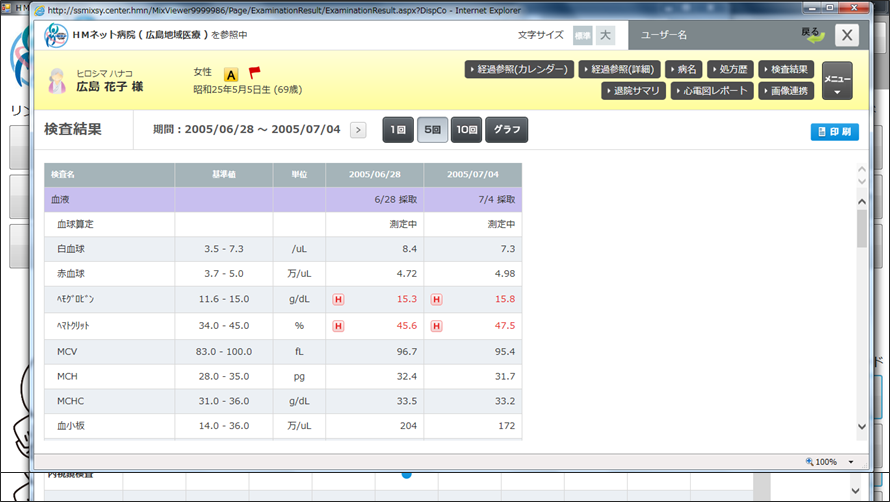 http://ssmixsy.center.hmn/MixViewer9999986/Page/ExaminationResult/ExaminationResult.aspx?DispCo - Internet Explorer
HMネット病院 ( 広島地域医療 ) を参照中
文字サイズ 標準 大
ユーザー名
戻る X
ヒロシマ ハナコ
広島 花子 様
女性 A
昭和25年5月5日生 (69歳)
経過参照(カレンダー) 経過参照(詳細) 病名 処方歴 検査結果
退院サマリ 心電図レポート 画像連携
メニュー
検査結果
期間 : 2005/06/28 ～ 2005/07/04 >
1回 5回 10回 グラフ
印 刷
検査名 基準値 単位 2005/06/28 2005/07/04
血液 6/28 採取 7/4 採取
血球算定 測定中 測定中
白血球 3.5 - 7.3 /uL 8.4 7.3
赤血球 3.7 - 5.0 万/uL 4.72 4.98
ﾍﾓｸﾞﾛﾋﾞﾝ 11.6 - 15.0 g/dL H 15.3 H 15.8
ﾍﾏﾄｸﾘｯﾄ 34.0 - 45.0 % H 45.6 H 47.5
MCV 83.0 - 100.0 fL 96.7 95.4
MCH 28.0 - 35.0 pg 32.4 31.7
MCHC 31.0 - 36.0 g/dL 33.5 33.2
血小板 14.0 - 36.0 万/uL 204 172
100%
内視鏡検査